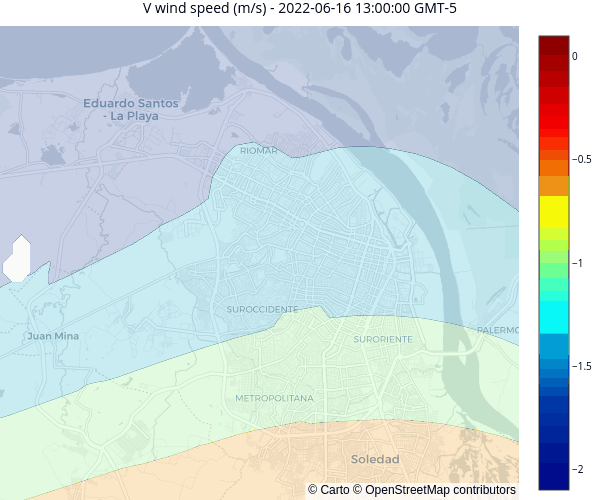 V wind speed (m/s) - 2022-06-16 13:00:00 GMT-5
Eduardo Santos
- La Playa
RIOMAR
SUROCCIDENTE
Juan Mina
SURORIENTE
PALERMO
METROPOLITANA
Soledad
© Carto © OpenStreetMap contributors
0
−0.5
−1
−1.5
−2